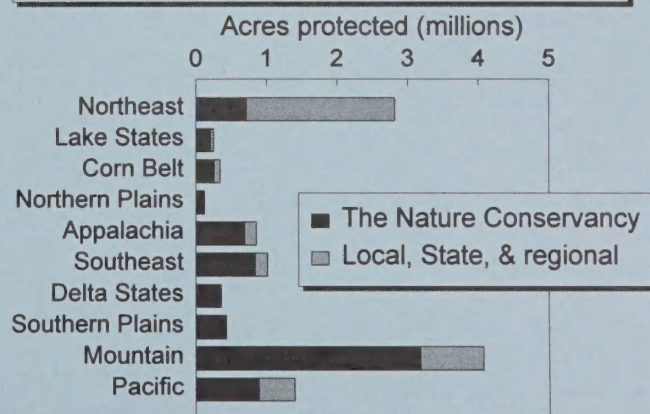 Acres protected (millions)
0 1 2 3 4 5
Northeast
Lake States
Corn Belt
Northern Plains
Appalachia
Southeast
Delta States
Southern Plains
Mountain
Pacific
The Nature Conservancy
Local, State, & regional